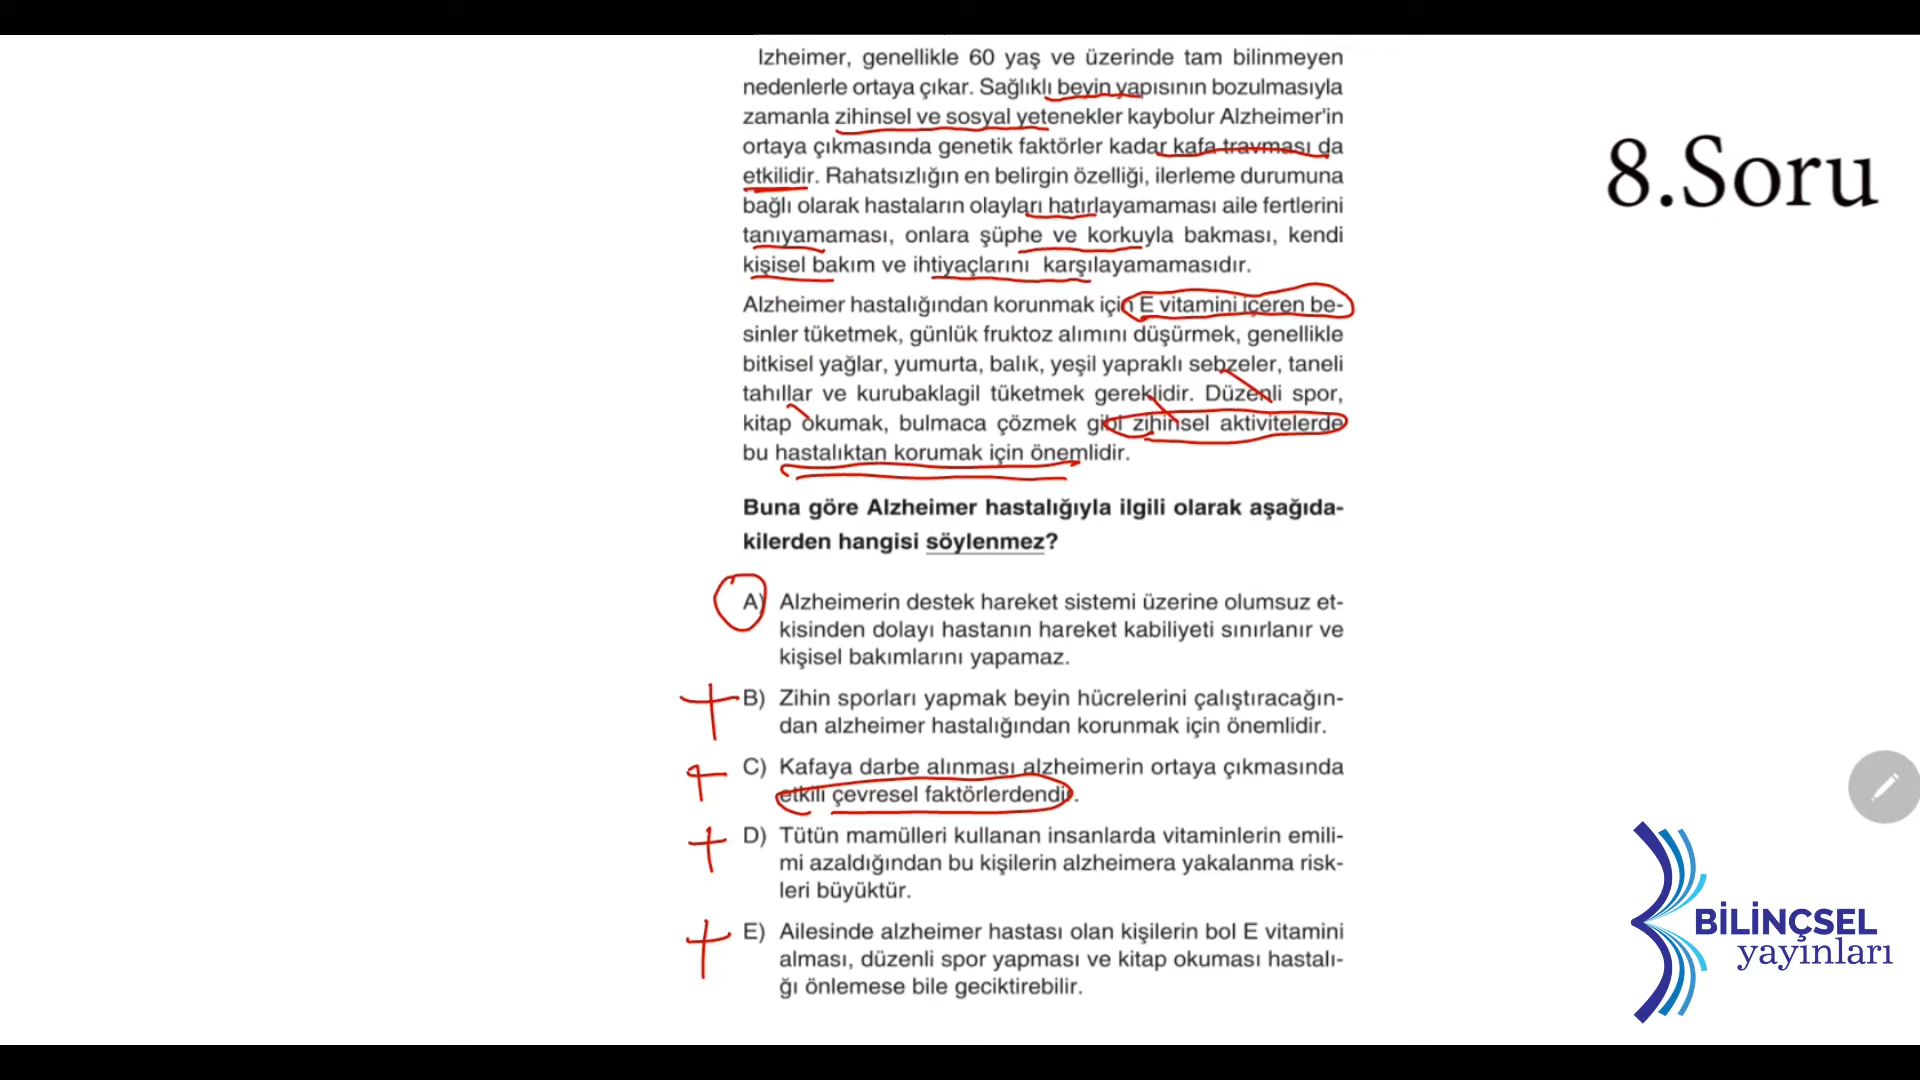 lzheimer, genellikle 60 yaş ve üzerinde tam bilinmeyen
nedenlerle ortaya çıkar. Sağlıklı beyin yapısının bozulmasıyla
zamanla zihinsel ve sosyal yetenekler kaybolur Alzheimer'in
ortaya çıkmasında genetik faktörler kadar kafa travması da
etkilidir. Rahatsızlığın en belirgin özelliği, ilerleme durumuna
bağlı olarak hastaların olayları hatırlayamaması aile fertlerini
tanıyamaması, onlara şüphe ve korkuyla bakması, kendi
kişisel bakım ve ihtiyaçlarını karşılayamamasıdır.
Alzheimer hastalığından korunmak için E vitamini içeren be-
sinler tüketmek, günlük fruktoz alımını düşürmek, genellikle
bitkisel yağlar, yumurta, balık, yeşil yapraklı sebzeler, taneli
tahıllar ve kurubaklagil tüketmek gereklidir. Düzenli spor,
kitap okumak, bulmaca çözmek gibi zihinsel aktivitelerde
bu hastalıktan korumak için önemlidir.
Buna göre Alzheimer hastalığıyla ilgili olarak aşağıda-
kilerden hangisi söylenmez?
A) Alzheimerin destek hareket sistemi üzerine olumsuz et-
kisinden dolayı hastanın hareket kabiliyeti sınırlanır ve
kişisel bakımlarını yapamaz.
B) Zihin sporları yapmak beyin hücrelerini çalıştıracağın-
dan alzheimer hastalığından korunmak için önemlidir.
C) Kafaya darbe alınması alzheimerin ortaya çıkmasında
etkili çevresel faktörlerdendir.
D) Tütün mamülleri kullanan insanlarda vitaminlerin emili-
mi azaldığından bu kişilerin alzheimera yakalanma risk-
leri büyüktür.
E) Ailesinde alzheimer hastası olan kişilerin bol E vitamini
alması, düzenli spor yapması ve kitap okuması hastalı-
ğı önlemese bile geciktirebilir.
8.Soru
BİLİNÇSEL
yayınları